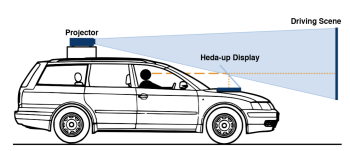 Driving Scene
Projector
Heda-up Display